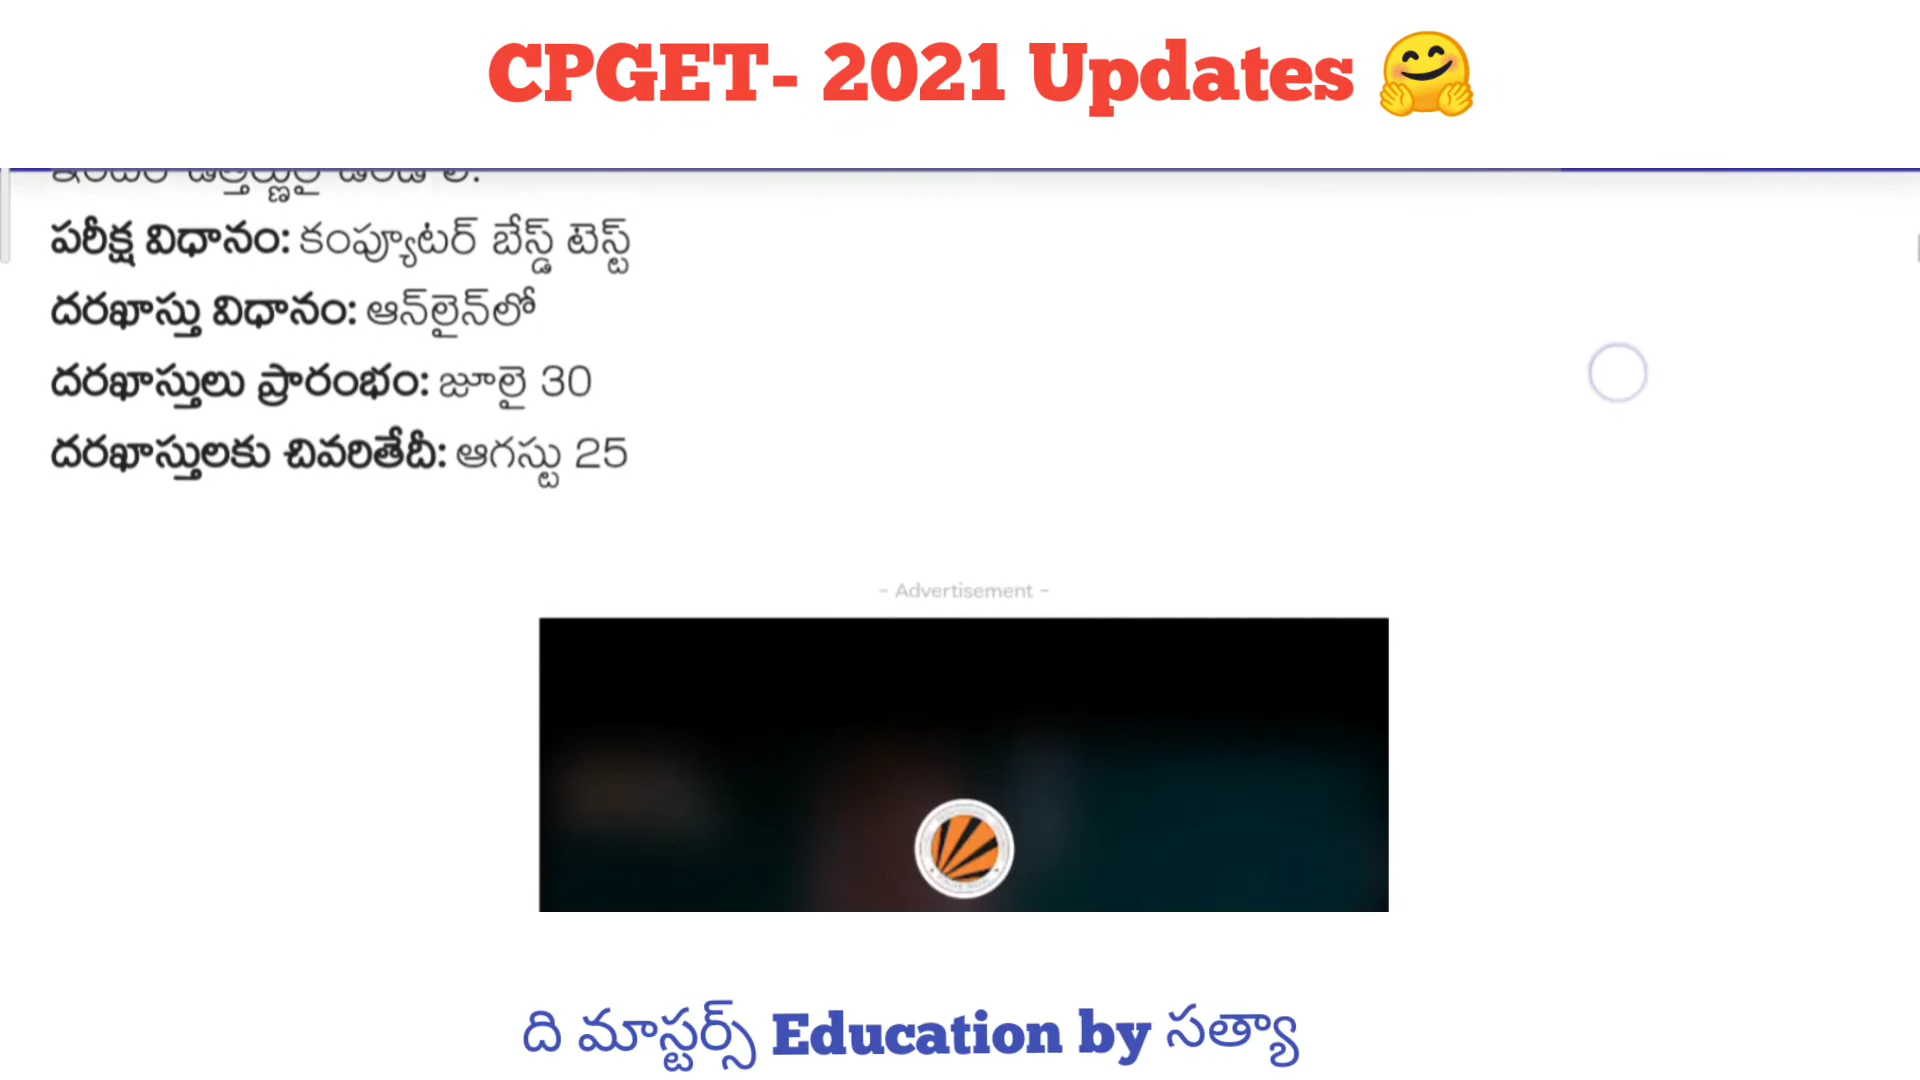 CPGET- 2021 Updates 🤗
పరీక్ష విధానం: కంప్యూటర్ బేస్డ్ టెస్ట్
దరఖాస్తు విధానం: ఆన్‌లైన్‌లో
దరఖాస్తులు ప్రారంభం: జూలై 30
దరఖాస్తులకు చివరితేదీ: ఆగస్టు 25
- Advertisement -
ది మాస్టర్స్ Education by సత్యా